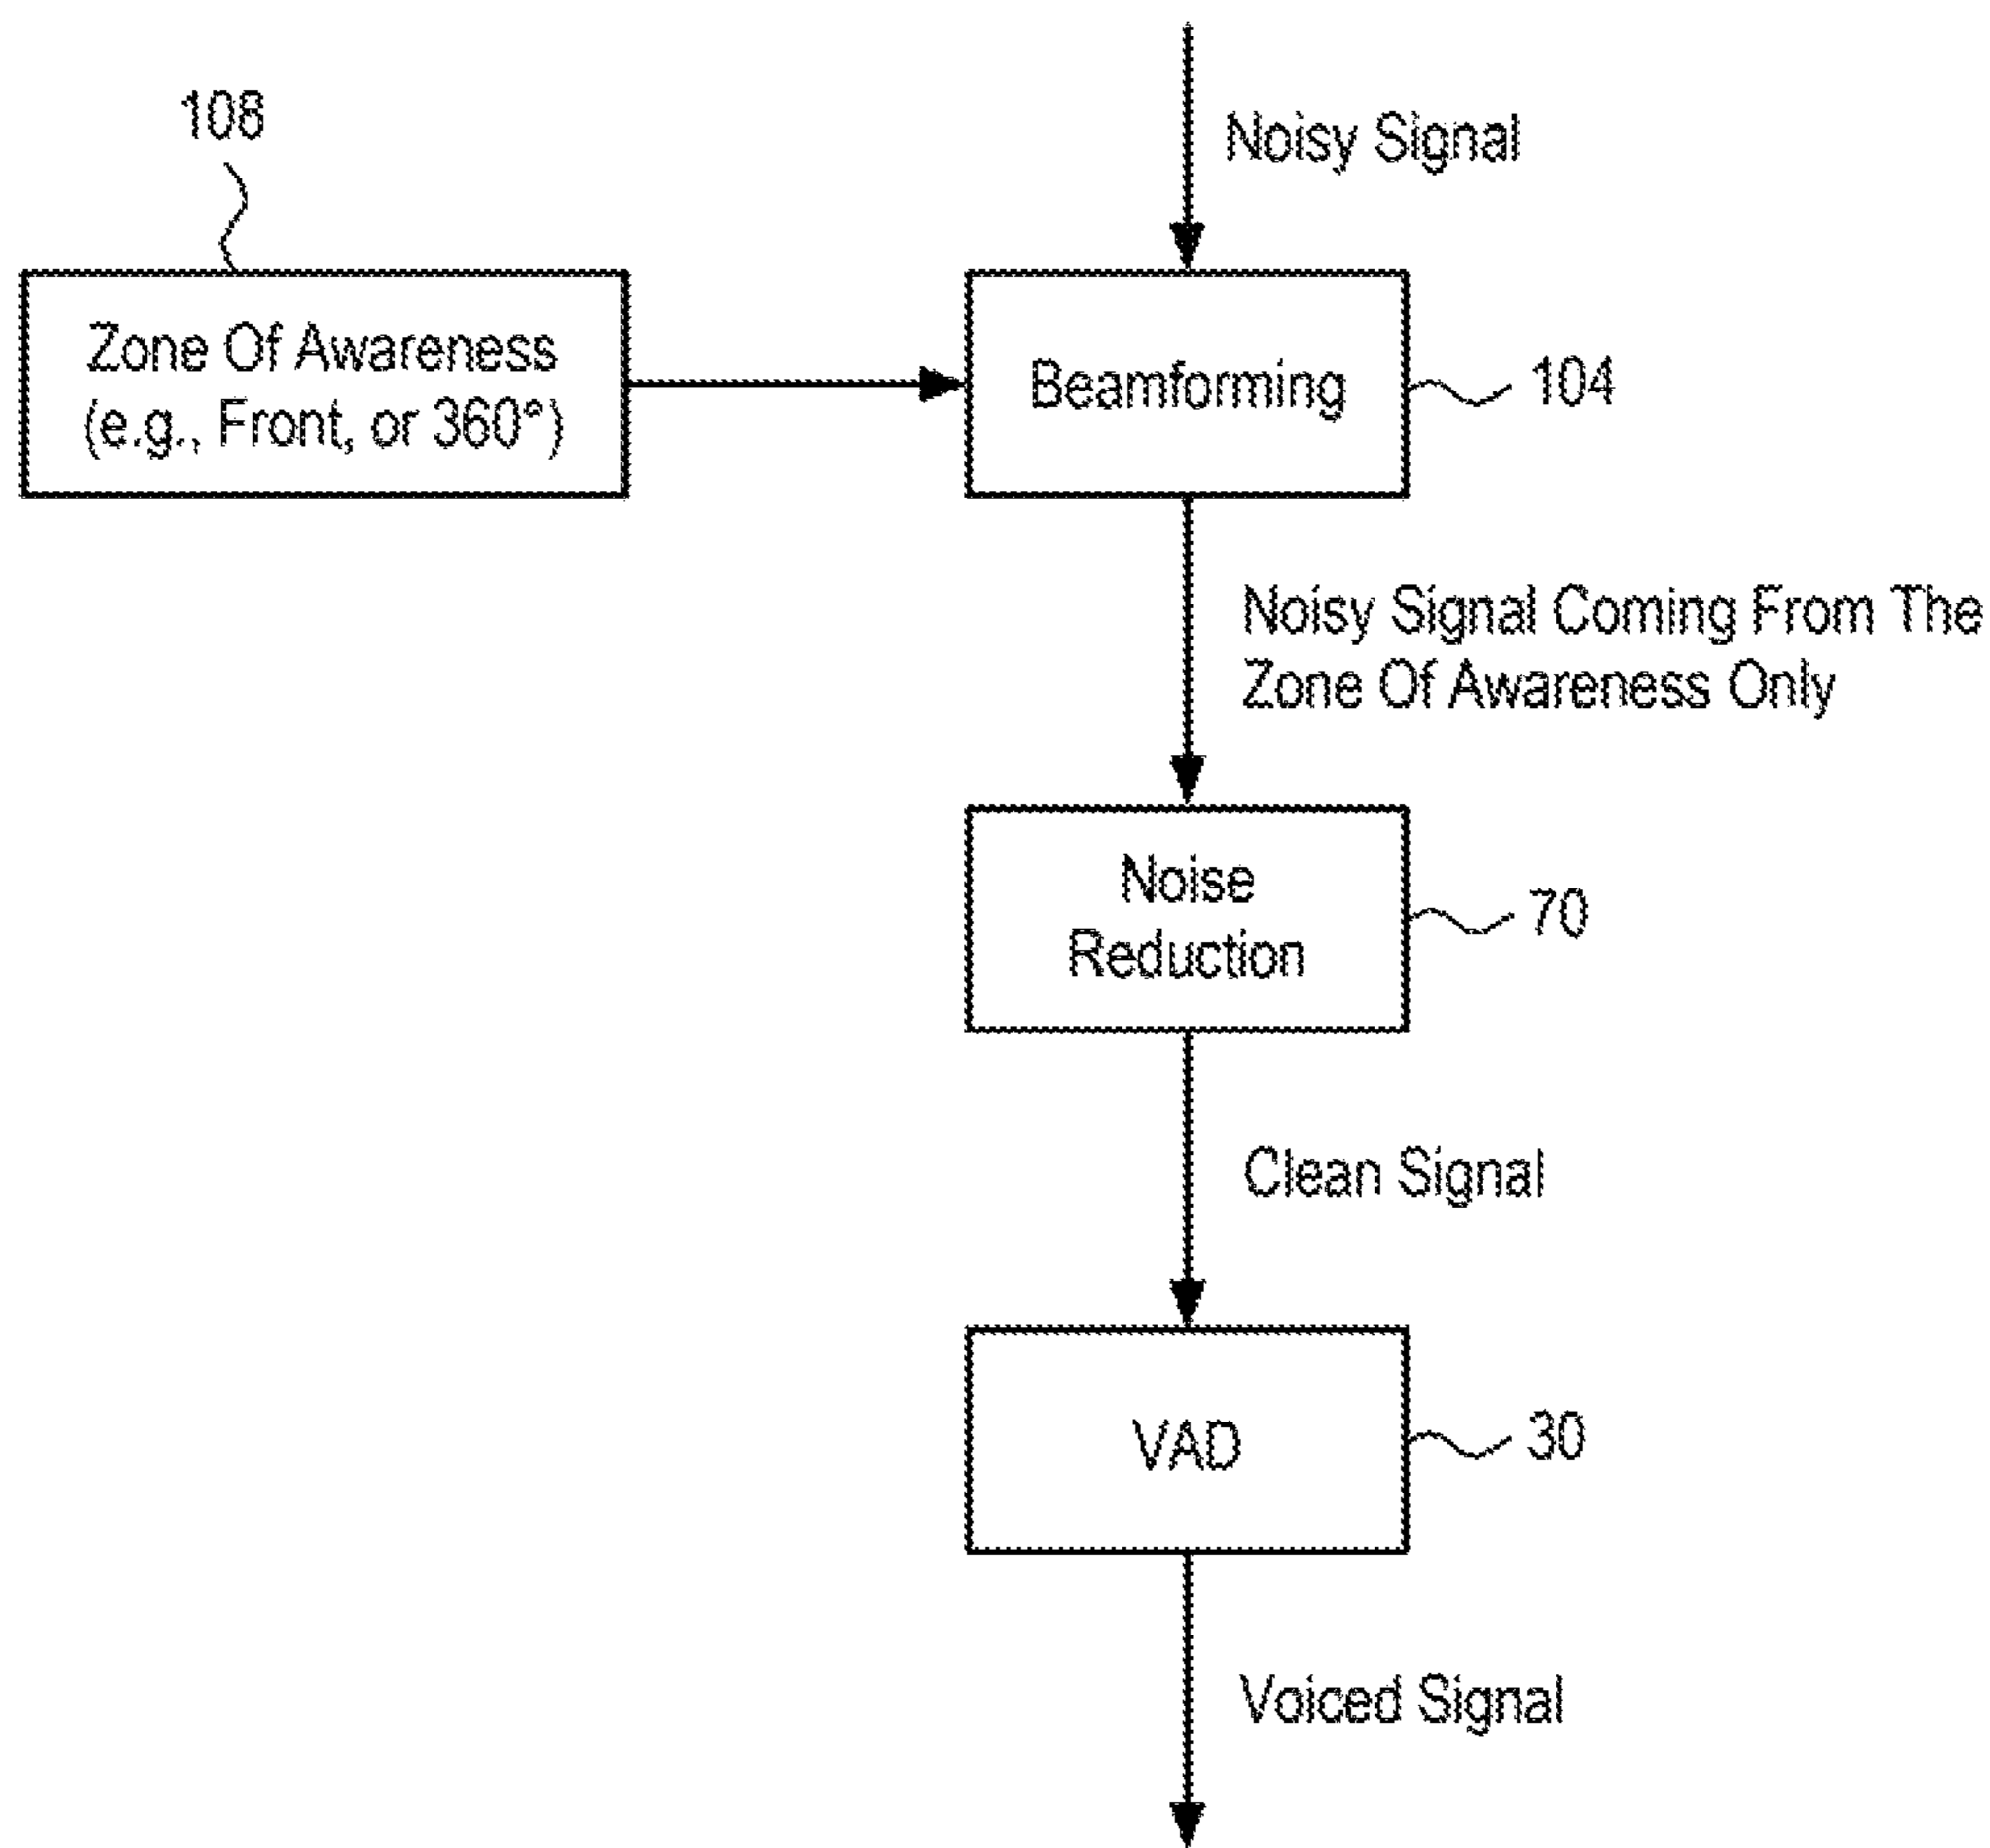 108
Noisy Signal
Zone Of Awareness
(e.g., Front, or 360°)
Beamforming
104
Noisy Signal Coming From The
Zone Of Awareness Only
Noise
Reduction
70
Clean Signal
VAD
30
Voiced Signal